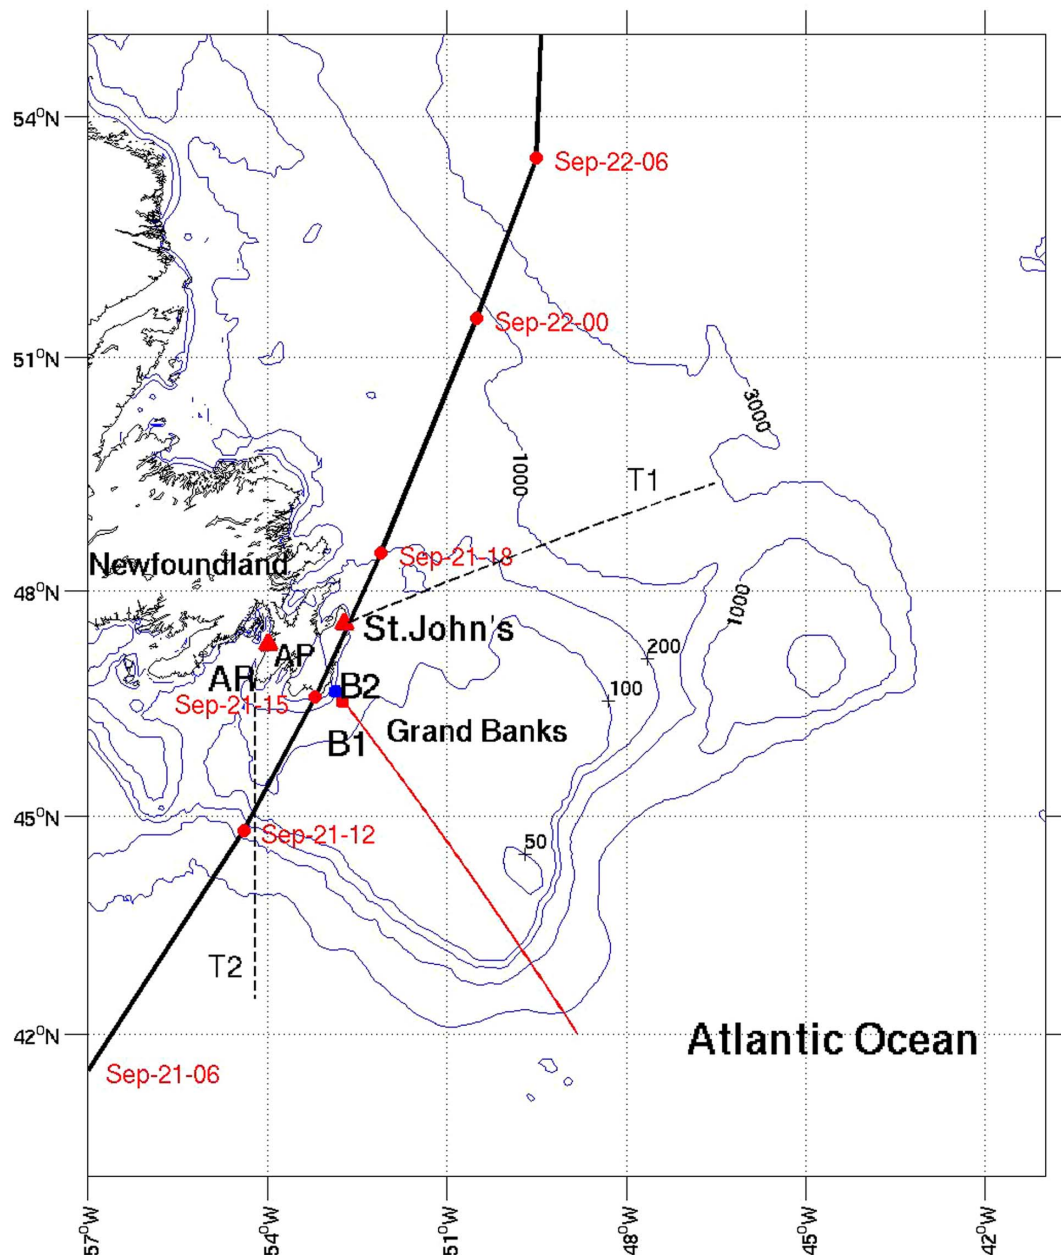 54°N
Sep-22-06
Sep-22-00
51°N
3000
1000
T1
Sep-21-18
Newfoundland
48°N
1000
St.John's
200
AP
AR
B2
100
Sep-21-15
Grand Banks
B1
45°N
Sep-21-12
50
T2
42°N
Atlantic Ocean
Sep-21-06
57°W
54°W
51°W
48°W
45°W
42°W